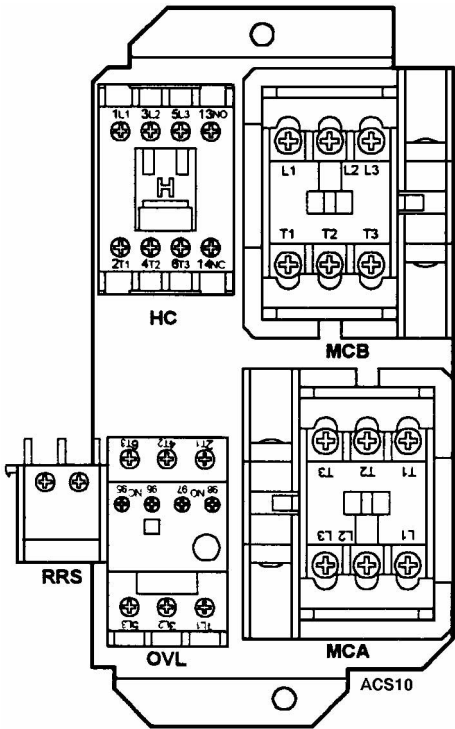 1L1 3L2 5L3 13NO
H
2T1 4T2 6T3 14NC
HC
L1 L2 L3
T1 T2 T3
MCB
6T3 4T2 2T1
95 NC 96 97 NO 98
5L3 3L2 1L1
RRS
OVL
T3 T2 T1
L3 L2 L1
MCA
ACS10